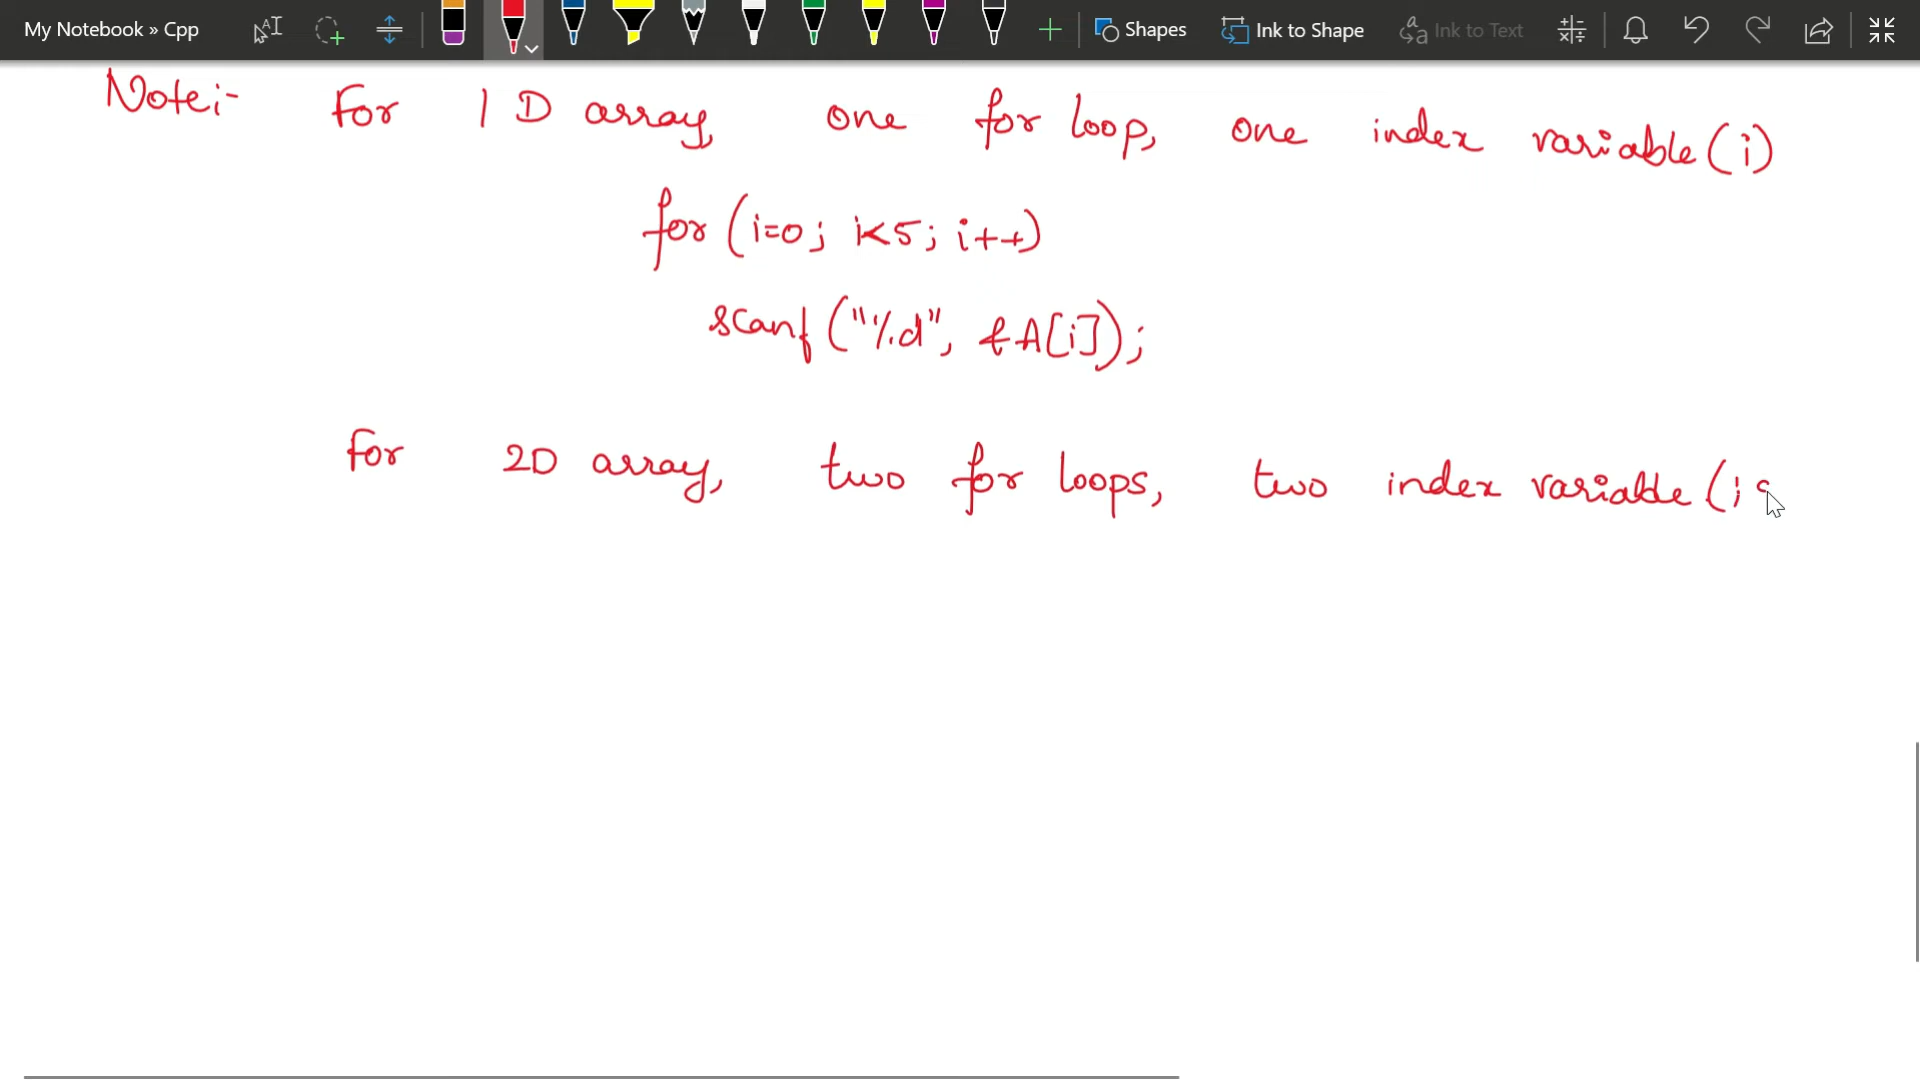 My Notebook » Cpp Shapes Ink to Shape Ink to Text
Note:- For 1D array, one for loop, one index variable (i)
for (i=0; i<5; i++)
scanf ("%d", &A[i]);
For 2D array, two for loops, two index variable (i